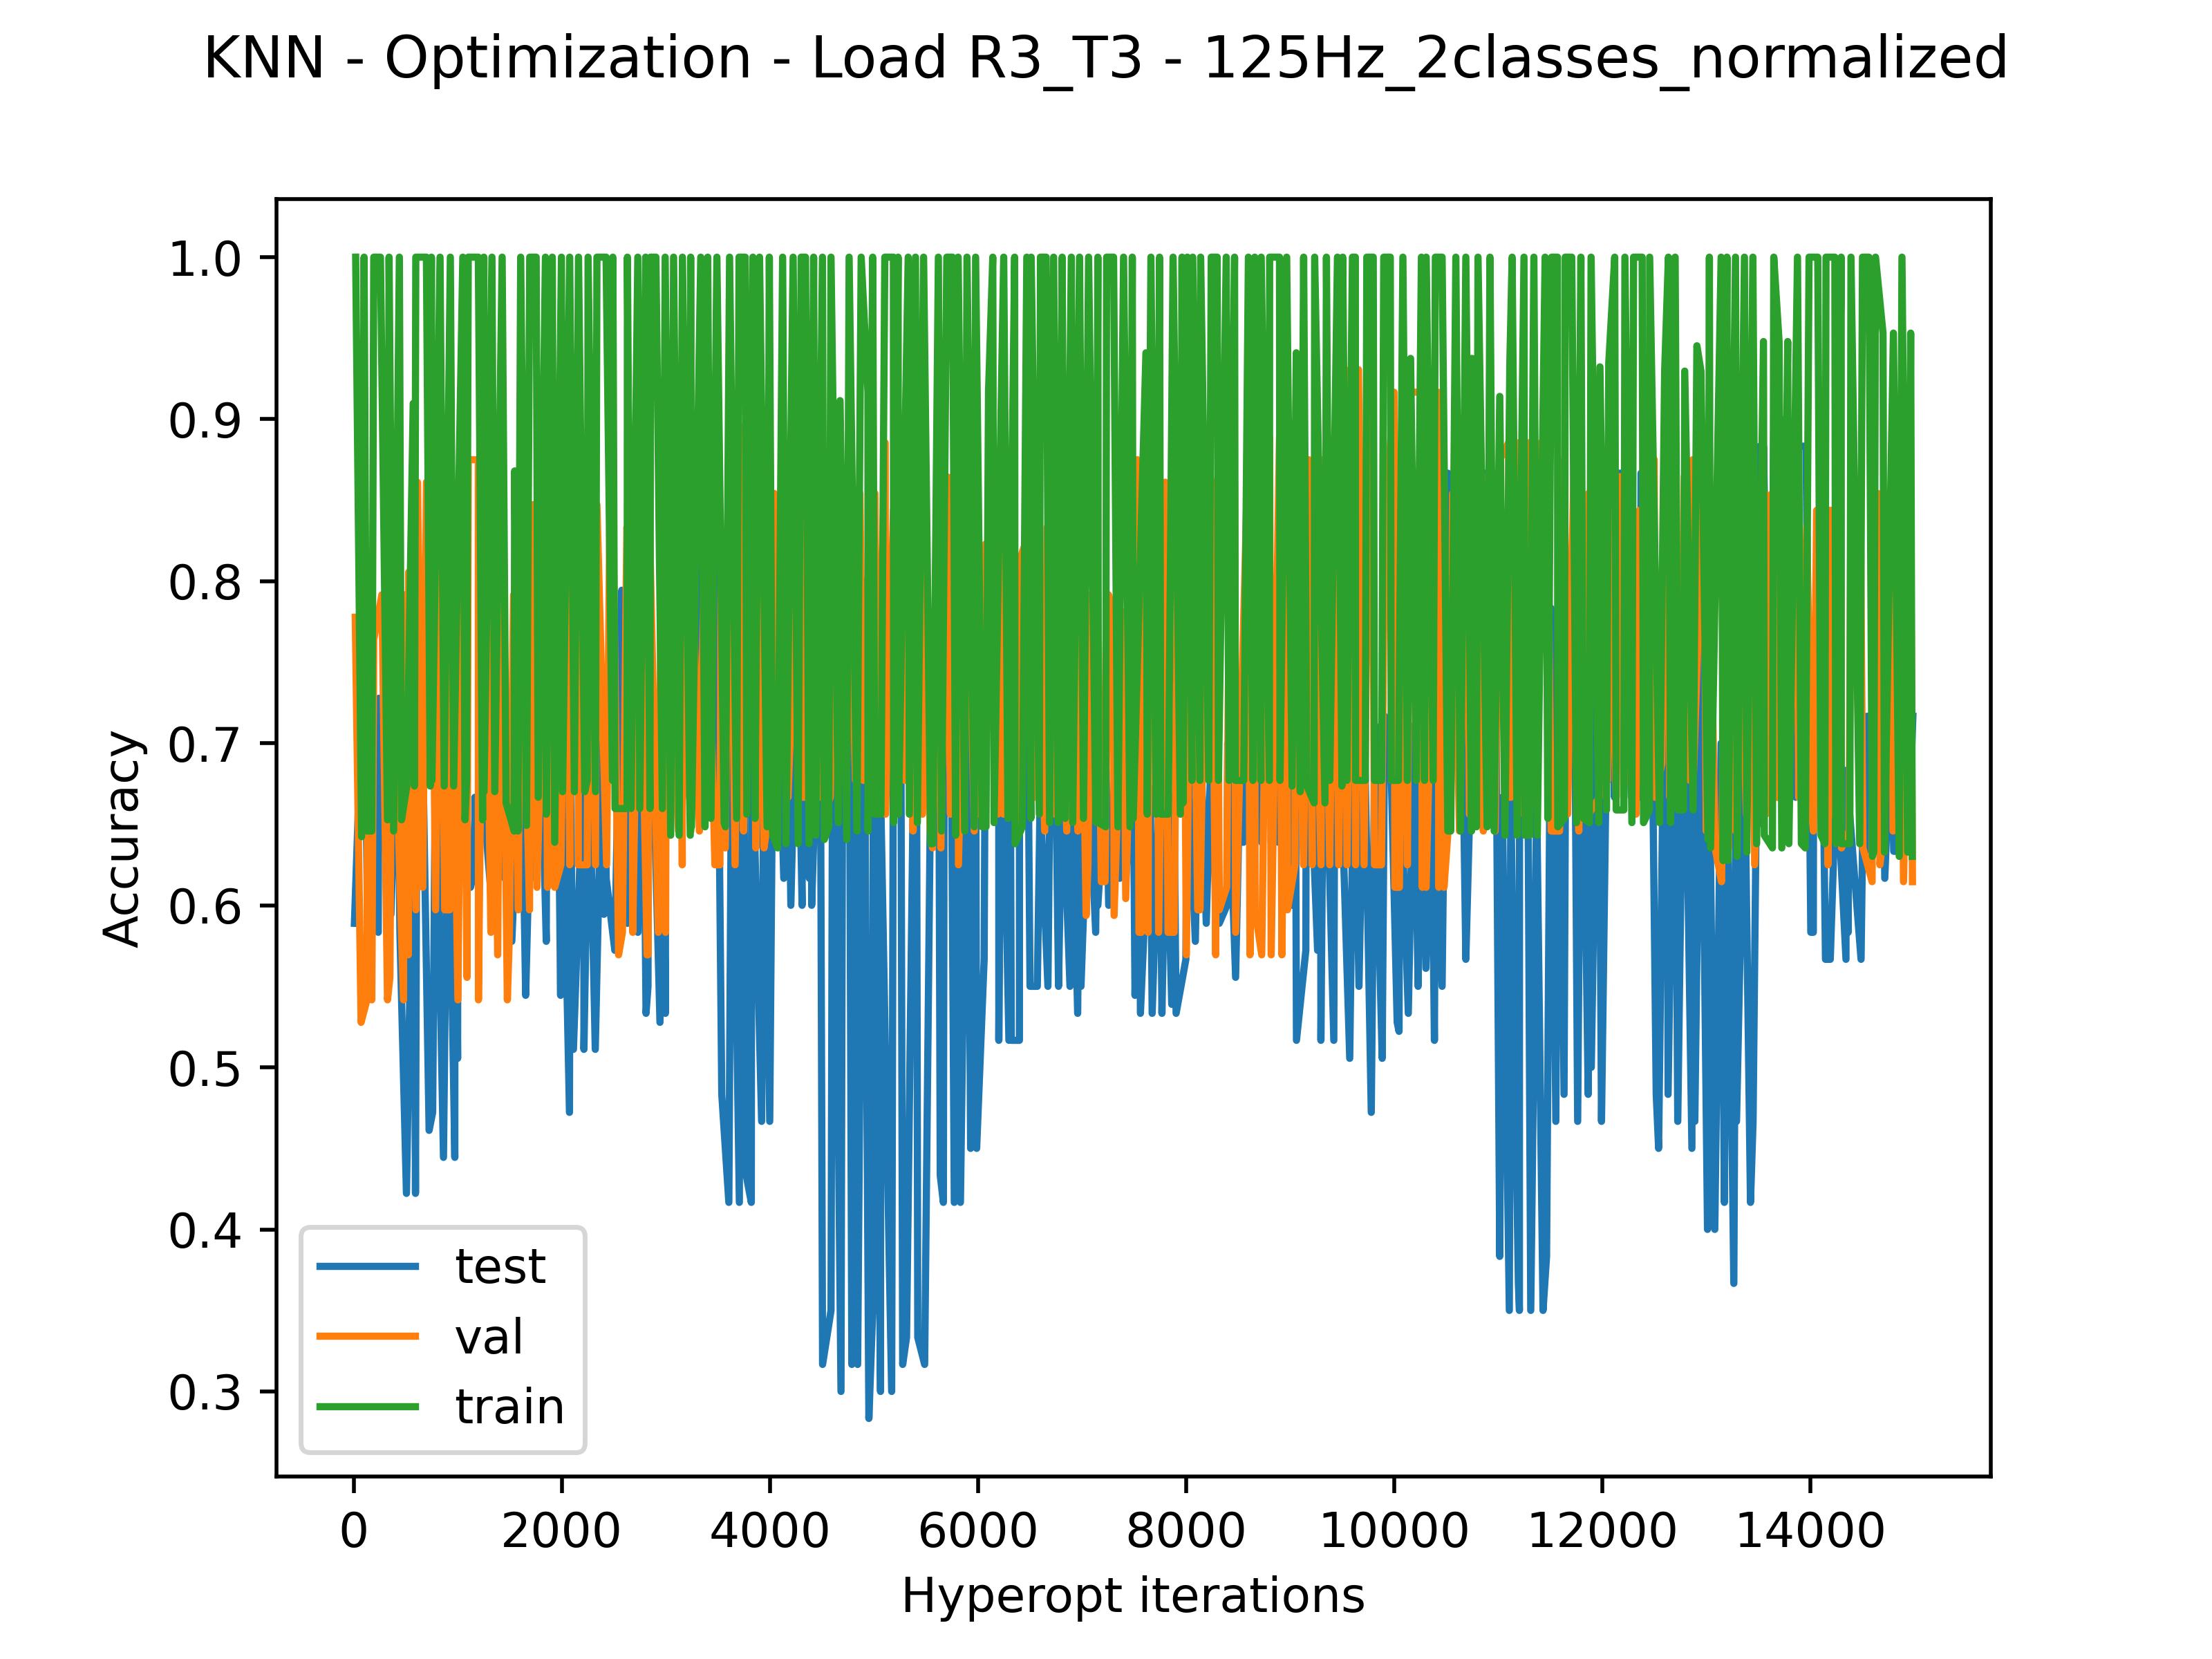 KNN - Optimization - Load R3_T3 - 125Hz_2classes_normalized
1.0
0.9
0.8
0.7
0.6
0.5
0.4
0.3
Accuracy
test
val
train
0 2000 4000 6000 8000 10000 12000 14000
Hyperopt iterations